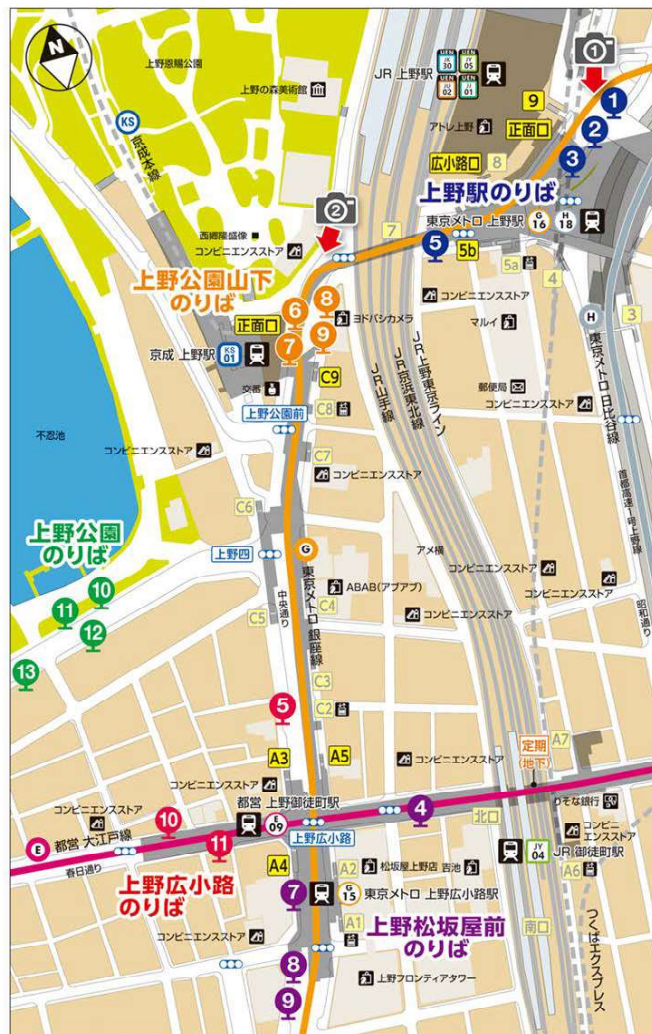 N
上野恩賜公園
上野の森美術館
KS
京成本線
JR 上野駅
UEN
JK
30
UEN
JY
05
UEN
JU
02
UEN
JJ
01
①
9
アトレ上野
正面口
広小路口
8
1
2
3
上野駅のりば
東京メトロ 上野駅
G
16
H
18
②
西郷隆盛像
コンビニエンスストア
7
5
5b
5a
4
3
上野公園山下
のりば
6
8
7
9
ヨドバシカメラ
正面口
京成 上野駅
KS
01
交番
C9
C8
上野公園前
コンビニエンスストア
マルイ
郵便局
コンビニエンスストア
H
東京メトロ 日比谷線
JR山手線
JR京浜東北線
JR上野東京ライン
不忍池
コンビニエンスストア
C7
コンビニエンスストア
C6
首都高速1号上野線
上野公園
のりば
上野四
G
東京メトロ 銀座線
中央通り
アメ横
コンビニエンスストア
11
10
12
13
ABAB(アブアブ)
C4
C5
コンビニエンスストア
昭和通り
C3
C2
5
A3
A5
コンビニエンスストア
定期
(地下)
A7
コンビニエンスストア
都営 上野御徒町駅
E
09
コンビニエンスストア
10
11
4
上野広小路
りそな銀行
E
都営 大江戸線
春日通り
北口
コンビニ
エンスストア
JY
04
JR 御徒町駅
A6
上野広小路
のりば
A4
A2
松坂屋上野店
吉池
7
G
15
東京メトロ 上野広小路駅
A1
コンビニエンスストア
上野松坂屋前
のりば
南口
つくばエクスプレス
8
上野フロンティアタワー
9